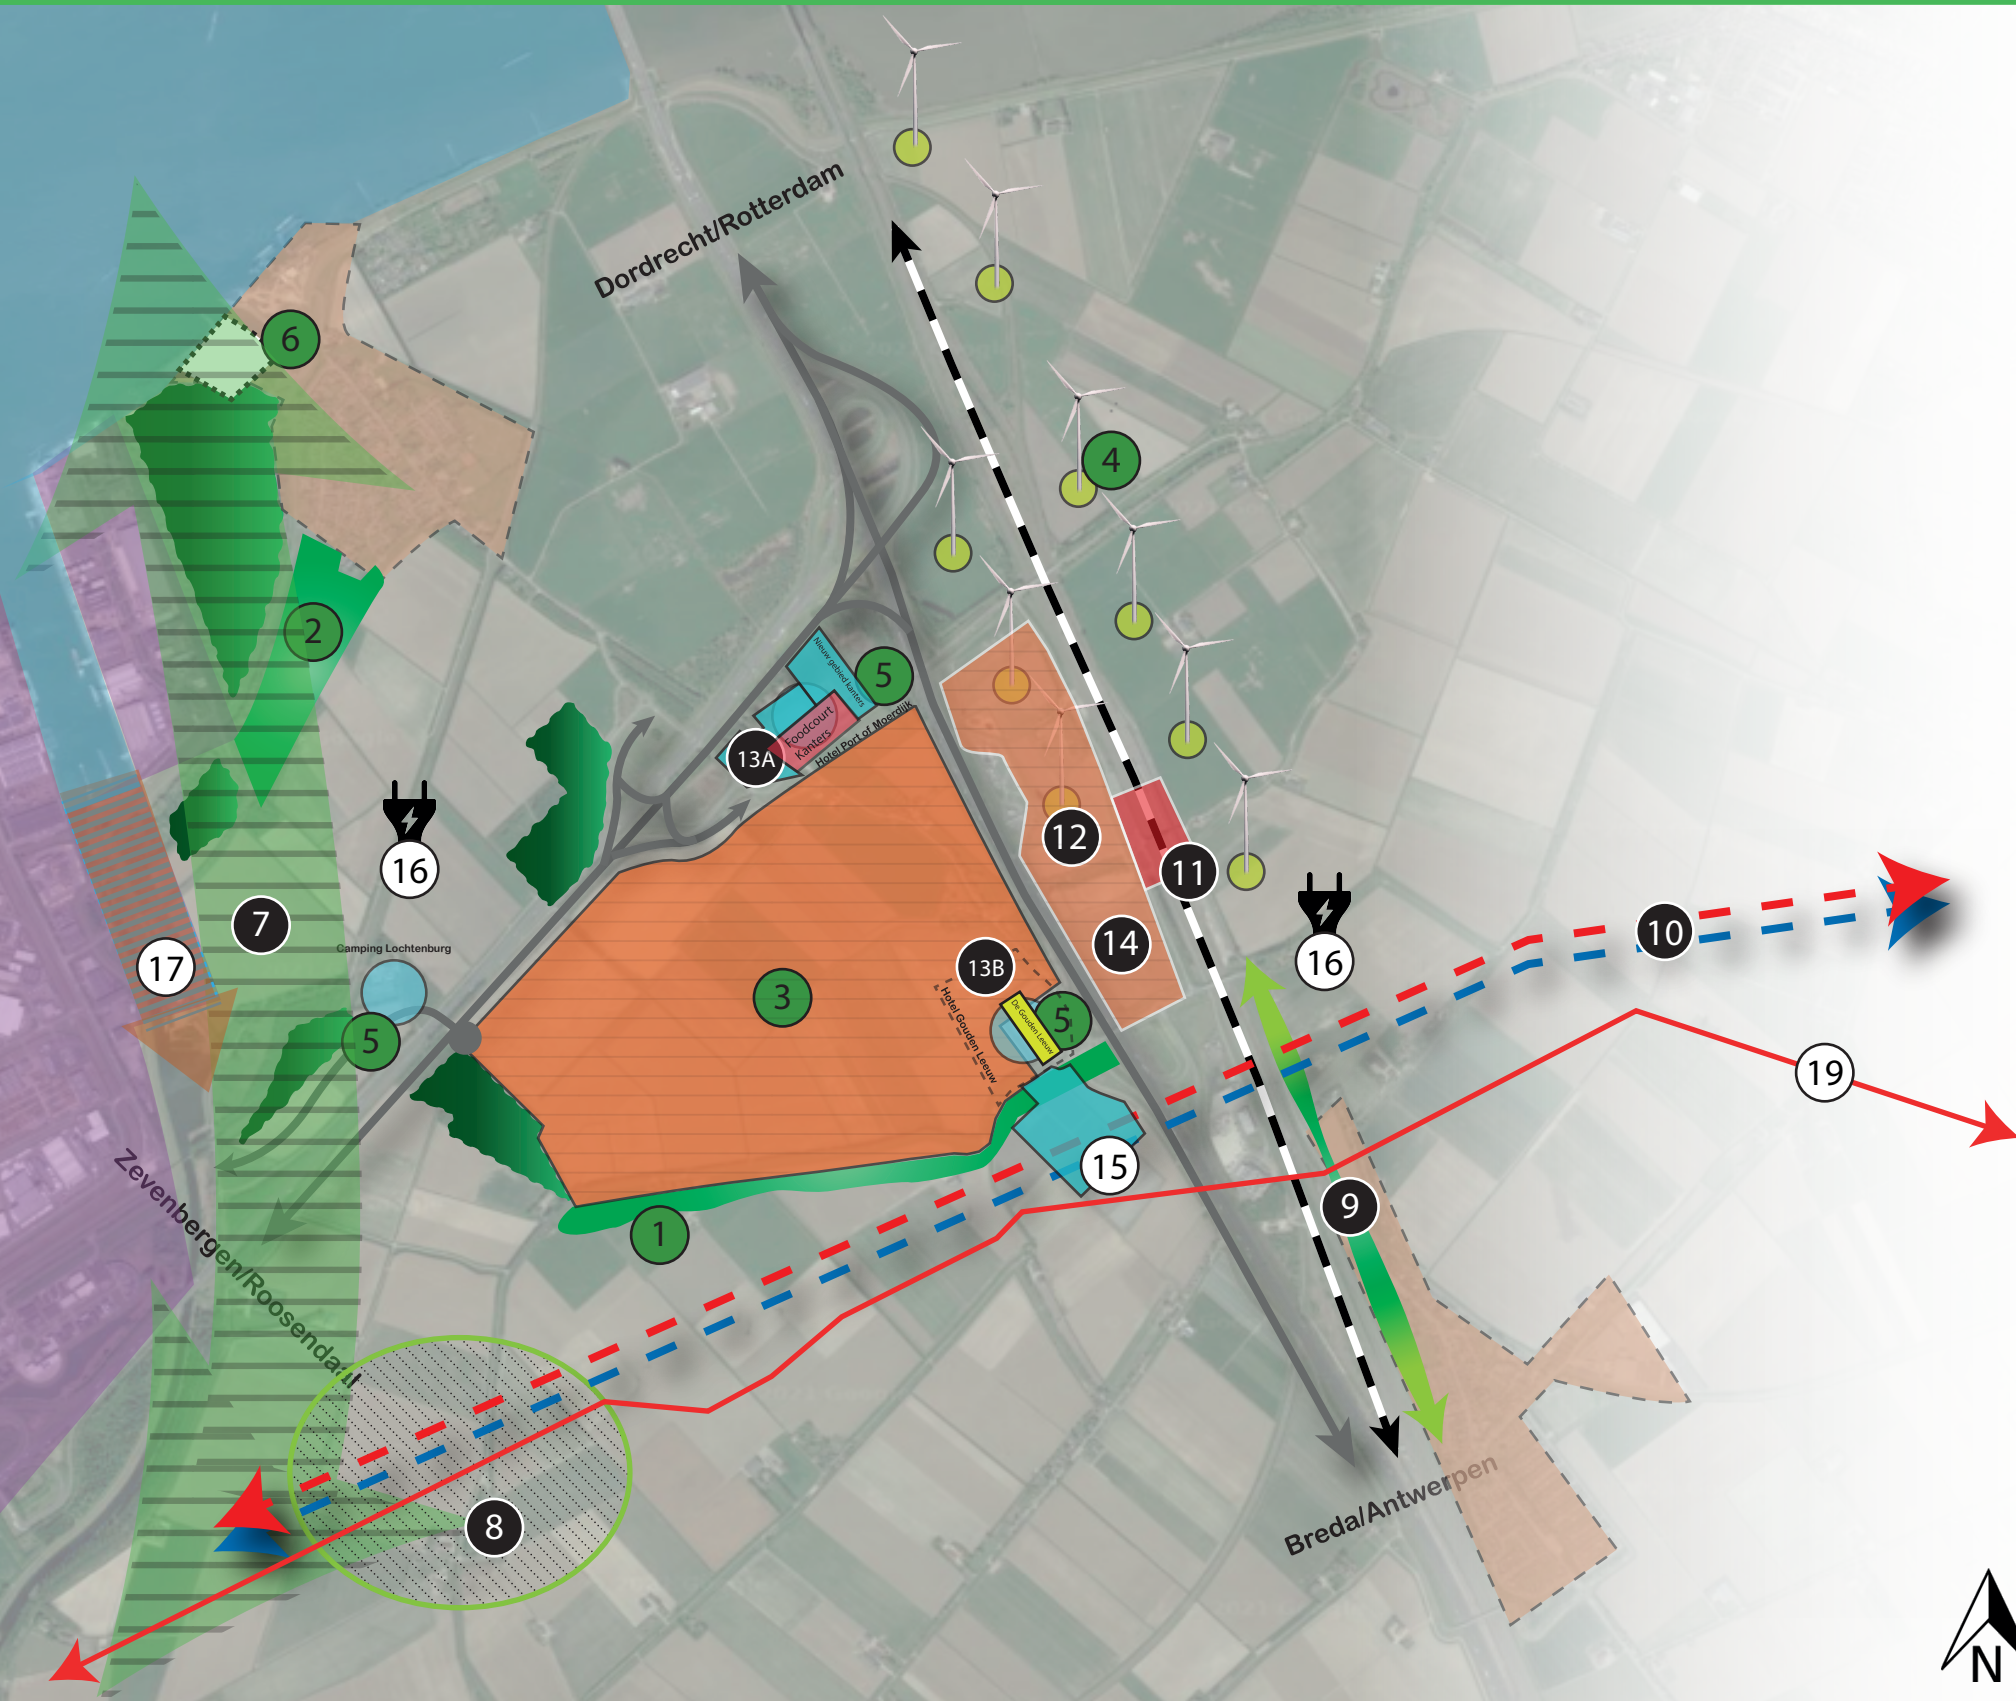 Dordrecht/Rotterdam
6
4
2
Nieuw gebied kanters
5
Foodcourt
Kanters
Hotel Port of Moerdijk
13A
12
16
11
7
Camping Lochtenburg
10
14
17
13B
16
3
Hotel Gouden Leeuw
De Gouden Leeuw
5
5
19
15
Zevenbergen/Roosendaal
9
1
8
Breda/Antwerpen
N